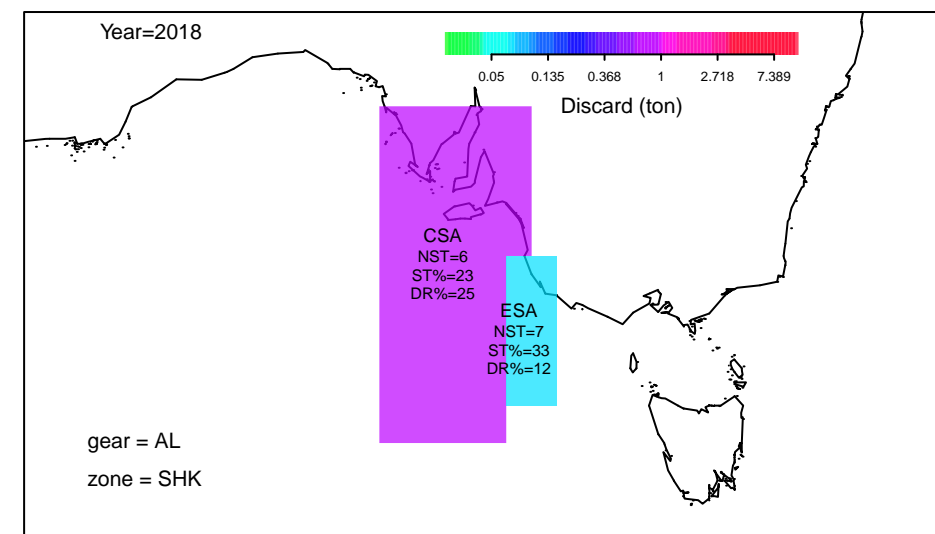 Year=2018
0.05 0.135 0.368 1 2.718 7.389
Discard (ton)
CSA
NST=6
ST%=23
DR%=25
ESA
NST=7
ST%=33
DR%=12
gear = AL
zone = SHK